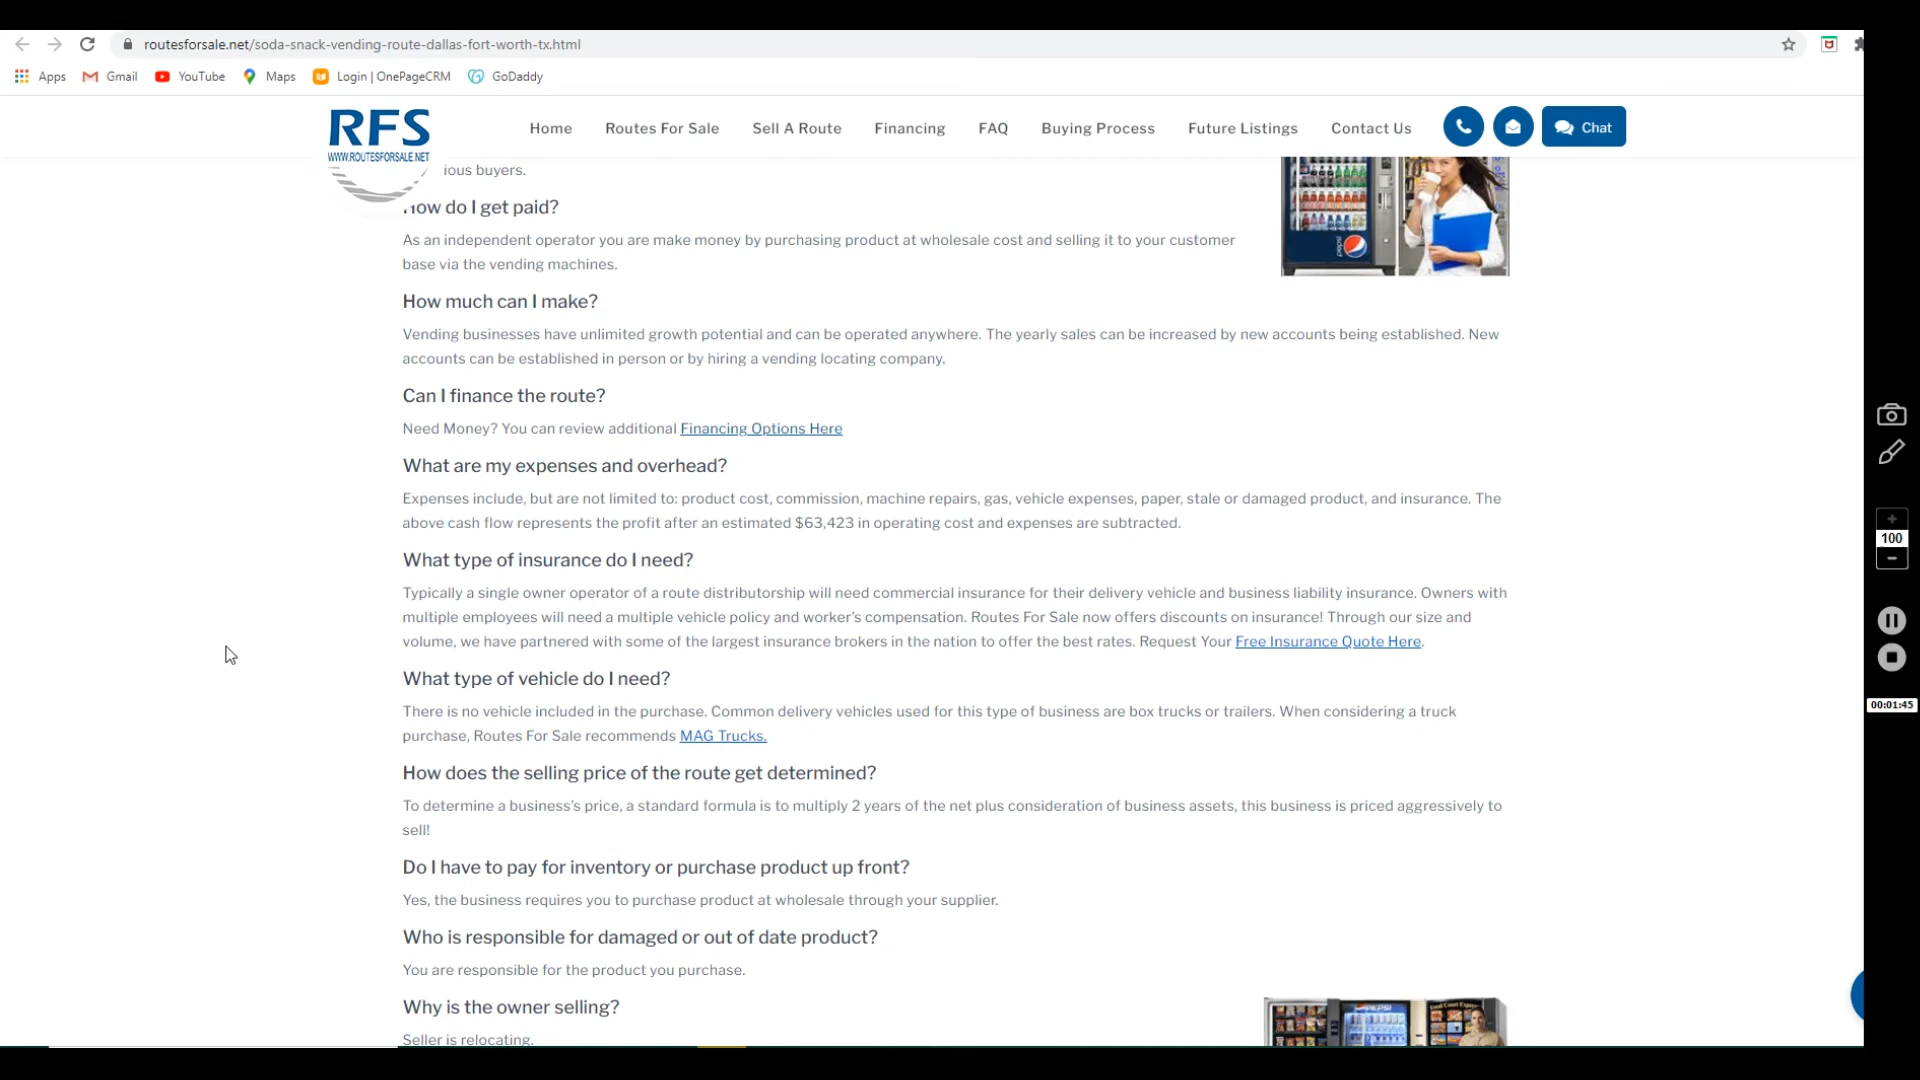 routesforsale.net/soda-snack-vending-route-dallas-fort-worth-tx.html
Apps Gmail YouTube Maps Login | OnePageCRM GoDaddy
RFS
WWW.ROUTESFORSALE.NET
Home Routes For Sale Sell A Route Financing FAQ Buying Process Future Listings Contact Us Chat
ious buyers.
How do I get paid?
As an independent operator you are make money by purchasing product at wholesale cost and selling it to your customer
base via the vending machines.
pepsi
How much can I make?
Vending businesses have unlimited growth potential and can be operated anywhere. The yearly sales can be increased by new accounts being established. New
accounts can be established in person or by hiring a vending locating company.
Can I finance the route?
Need Money? You can review additional Financing Options Here
What are my expenses and overhead?
Expenses include, but are not limited to: product cost, commission, machine repairs, gas, vehicle expenses, paper, stale or damaged product, and insurance. The
above cash flow represents the profit after an estimated $63,423 in operating cost and expenses are subtracted.
100
What type of insurance do I need?
Typically a single owner operator of a route distributorship will need commercial insurance for their delivery vehicle and business liability insurance. Owners with
multiple employees will need a multiple vehicle policy and worker’s compensation. Routes For Sale now offers discounts on insurance! Through our size and
volume, we have partnered with some of the largest insurance brokers in the nation to offer the best rates. Request Your Free Insurance Quote Here.
What type of vehicle do I need?
00:01:45
There is no vehicle included in the purchase. Common delivery vehicles used for this type of business are box trucks or trailers. When considering a truck
purchase, Routes For Sale recommends MAG Trucks.
How does the selling price of the route get determined?
To determine a business’s price, a standard formula is to multiply 2 years of the net plus consideration of business assets, this business is priced aggressively to
sell!
Do I have to pay for inventory or purchase product up front?
Yes, the business requires you to purchase product at wholesale through your supplier.
Who is responsible for damaged or out of date product?
You are responsible for the product you purchase.
Why is the owner selling?
Seller is relocating.
PEPSI